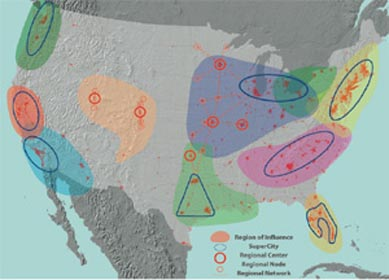 Region of Influence
SuperCity
Regional Center
Regional Node
Regional Network